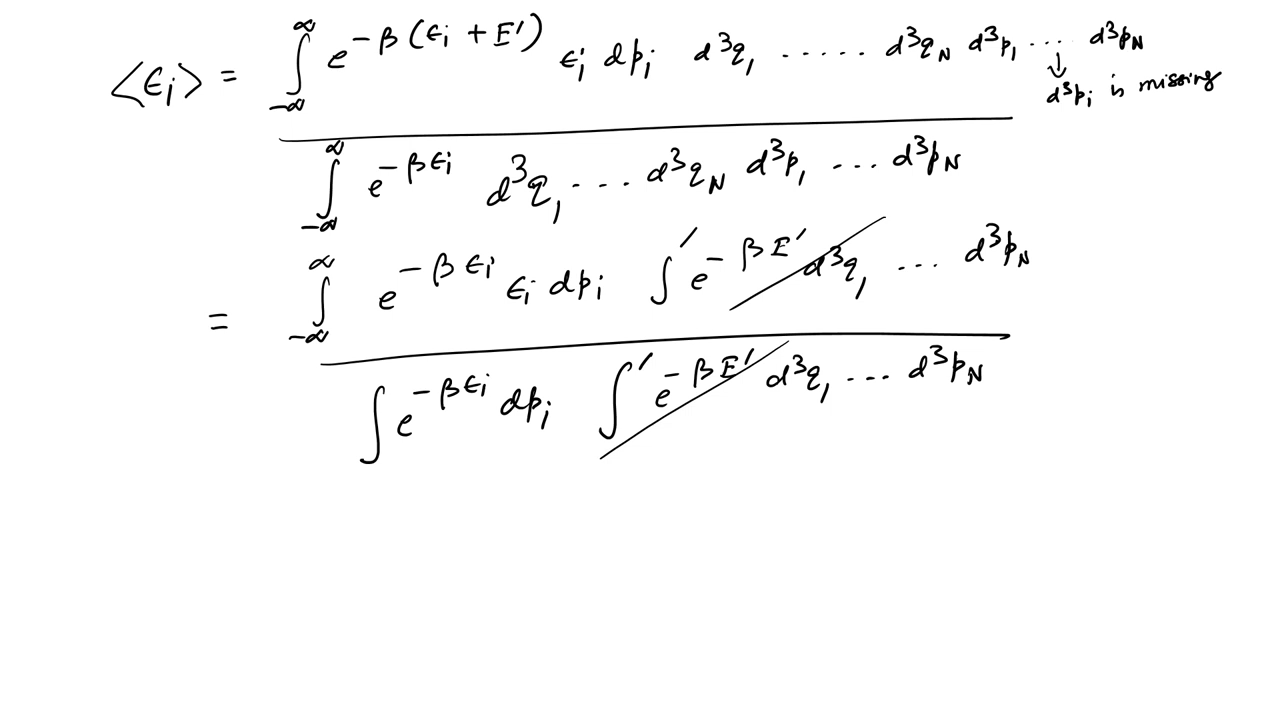 ⟨ϵᵢ⟩ = ∫_{-∞}^{∞} e^{-β(ϵᵢ + E')} ϵᵢ dpᵢ d³q₁ ...... d³q_N d³p₁ .... d³p_N
↓
d³pᵢ is missing
∫_{-∞}^{∞} e^{-βϵᵢ} d³q₁ .... d³q_N d³p₁ ... d³p_N
= ∫_{-∞}^{∞} e^{-βϵᵢ} ϵᵢ dpᵢ ∫' e^{-βE'} d³q₁ ... d³p_N
∫ e^{-βϵᵢ} dpᵢ ∫' e^{-βE'} d³q₁ ... d³p_N